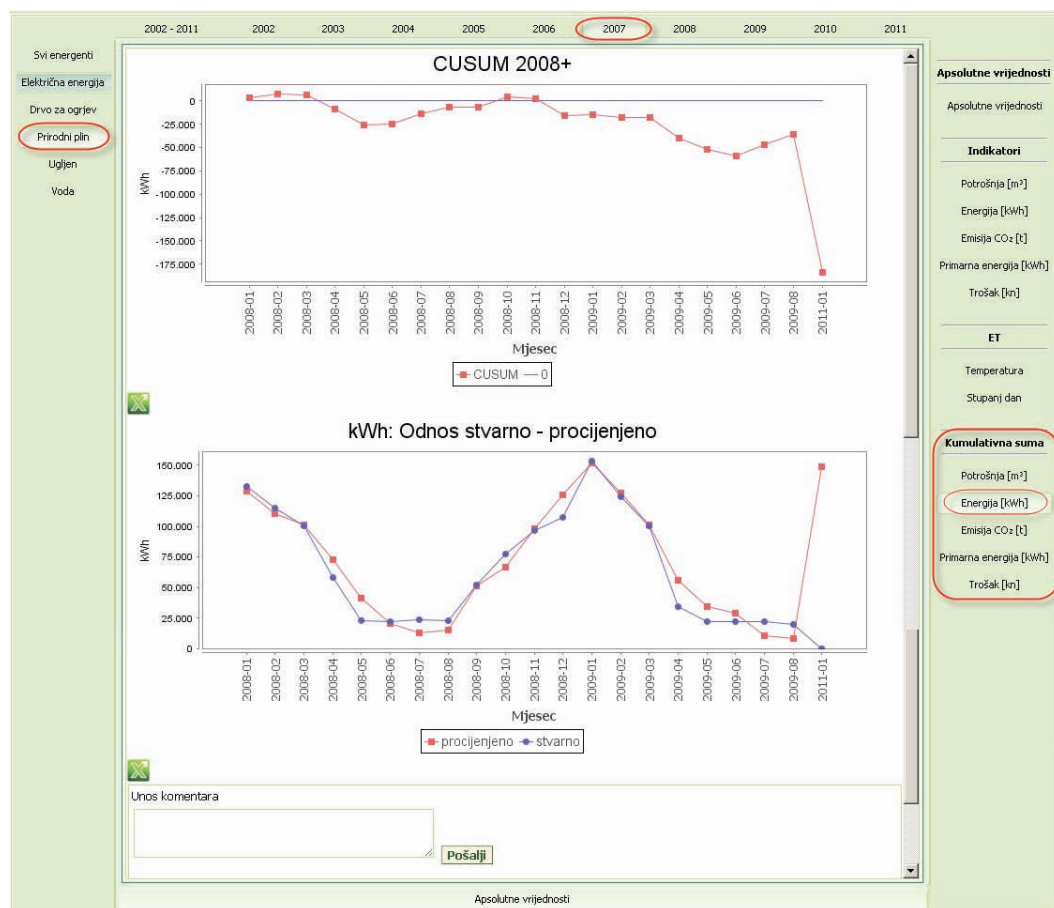 2002 - 2011 2002 2003 2004 2005 2006 2007 2008 2009 2010 2011
Svi energenti
Električna energija
Drvo za ogrjev
Prirodni plin
Ugljen
Voda
CUSUM 2008+
0
-25.000
-50.000
-75.000
-100.000
-125.000
-150.000
-175.000
kWh
2008-01 2008-02 2008-03 2008-04 2008-05 2008-06 2008-07 2008-08 2008-09 2008-10 2008-11 2008-12 2009-01 2009-02 2009-03 2009-04 2009-05 2009-06 2009-07 2009-08 2011-01
Mjesec
CUSUM 0
kWh: Odnos stvarno - procijenjeno
150.000
125.000
100.000
75.000
50.000
25.000
0
kWh
2008-01 2008-02 2008-03 2008-04 2008-05 2008-06 2008-07 2008-08 2008-09 2008-10 2008-11 2008-12 2009-01 2009-02 2009-03 2009-04 2009-05 2009-06 2009-07 2009-08 2011-01
Mjesec
procijenjeno stvarno
Unos komentara
Pošalji
Apsolutne vrijednosti
Apsolutne vrijednosti
Indikatori
Potrošnja [m³]
Energija [kWh]
Emisija CO₂ [t]
Primarna energija [kWh]
Trošak [kn]
ET
Temperatura
Stupanj dan
Kumulativna suma
Potrošnja [m³]
Energija [kWh]
Emisija CO₂ [t]
Primarna energija [kWh]
Trošak [kn]
Apsolutne vrijednosti